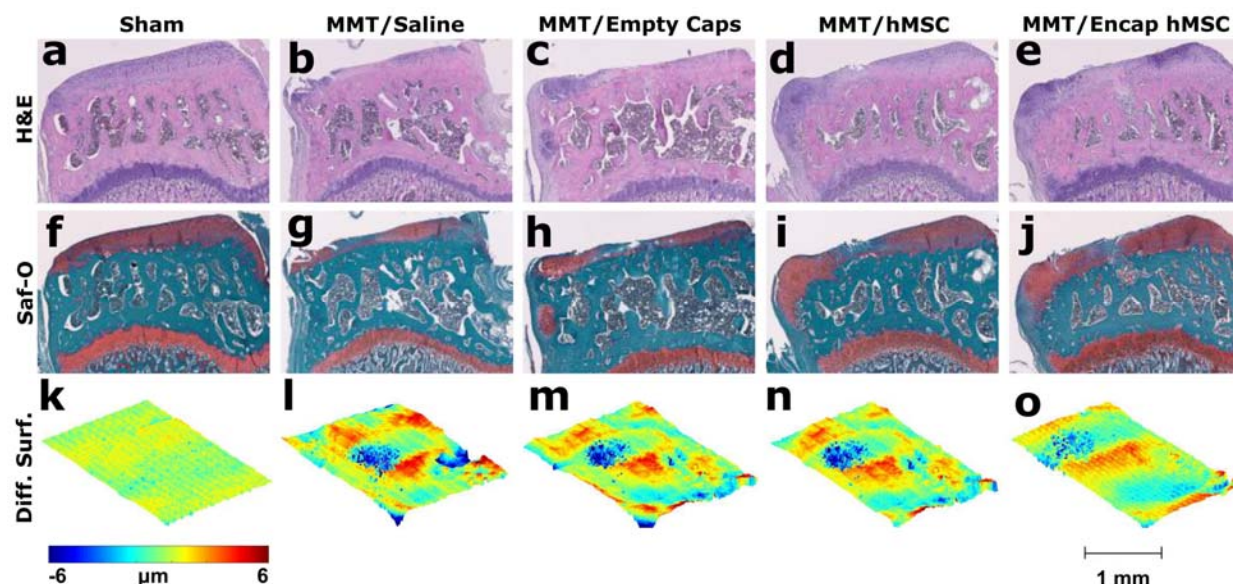 Sham MMT/Saline MMT/Empty Caps MMT/hMSC MMT/Encap hMSC
H&E a b c d e
Saf-O f g h i j
Diff. Surf. k l m n o
-6 µm 6
1 mm